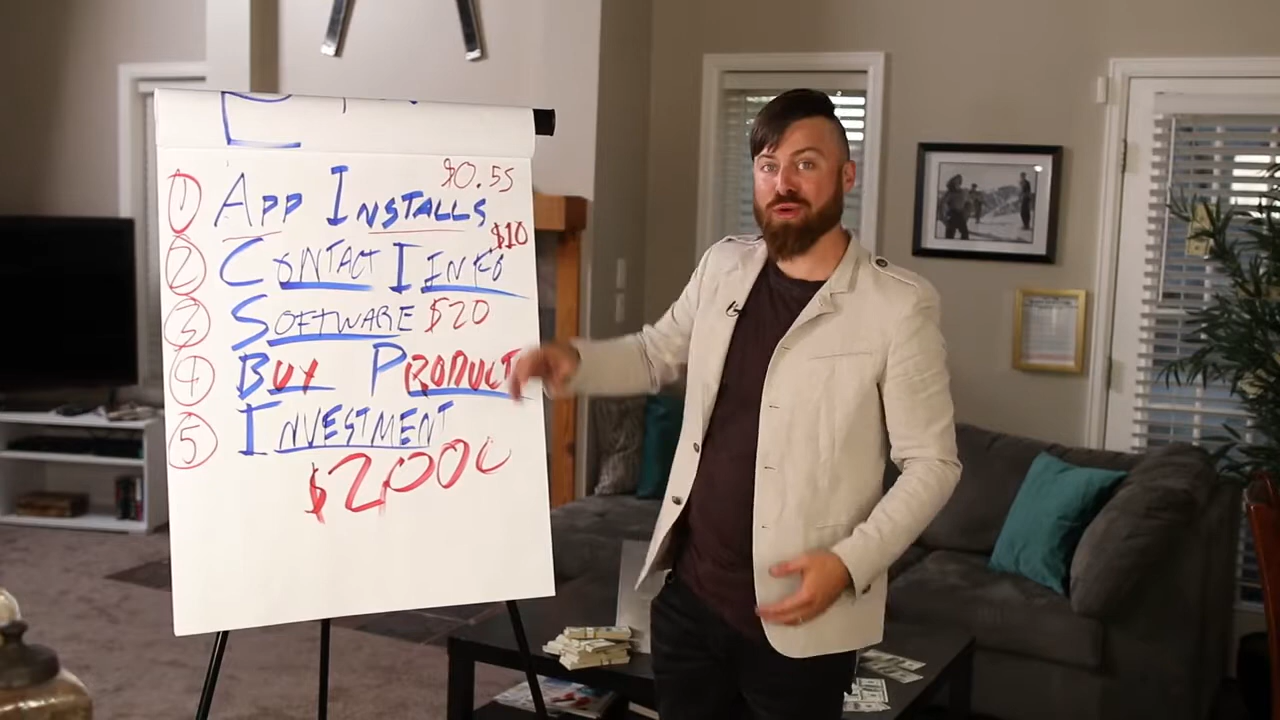 ① App Installs $0.55
② Contact Info $10
③ Software $20
④ Buy Product
⑤ Investment
$2000